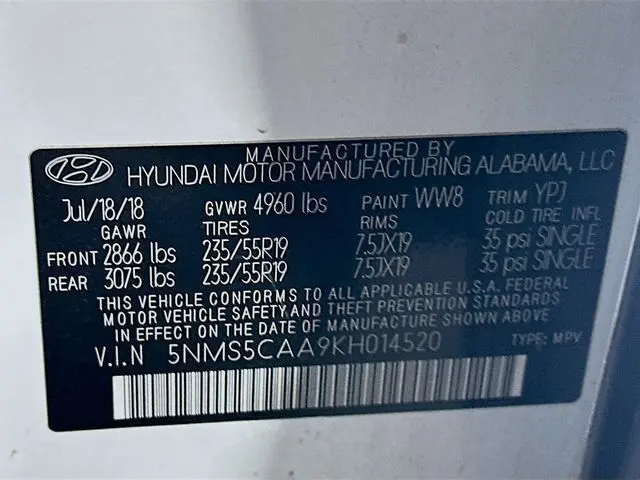 MANUFACTURED BY
HYUNDAI MOTOR MANUFACTURING ALABAMA, LLC
Jul/18/18 GVWR 4960 lbs PAINT WW8 TRIM YPJ
GAWR TIRES RIMS COLD TIRE INFL
FRONT 2866 lbs 235/55R19 7.5JX19 35 psi SINGLE
REAR 3075 lbs 235/55R19 7.5JX19 35 psi SINGLE
THIS VEHICLE CONFORMS TO ALL APPLICABLE U.S.A. FEDERAL
MOTOR VEHICLE SAFETY AND THEFT PREVENTION STANDARDS
IN EFFECT ON THE DATE OF MANUFACTURE SHOWN ABOVE.
V.I.N 5NMS5CAA9KH014520 TYPE: MPV